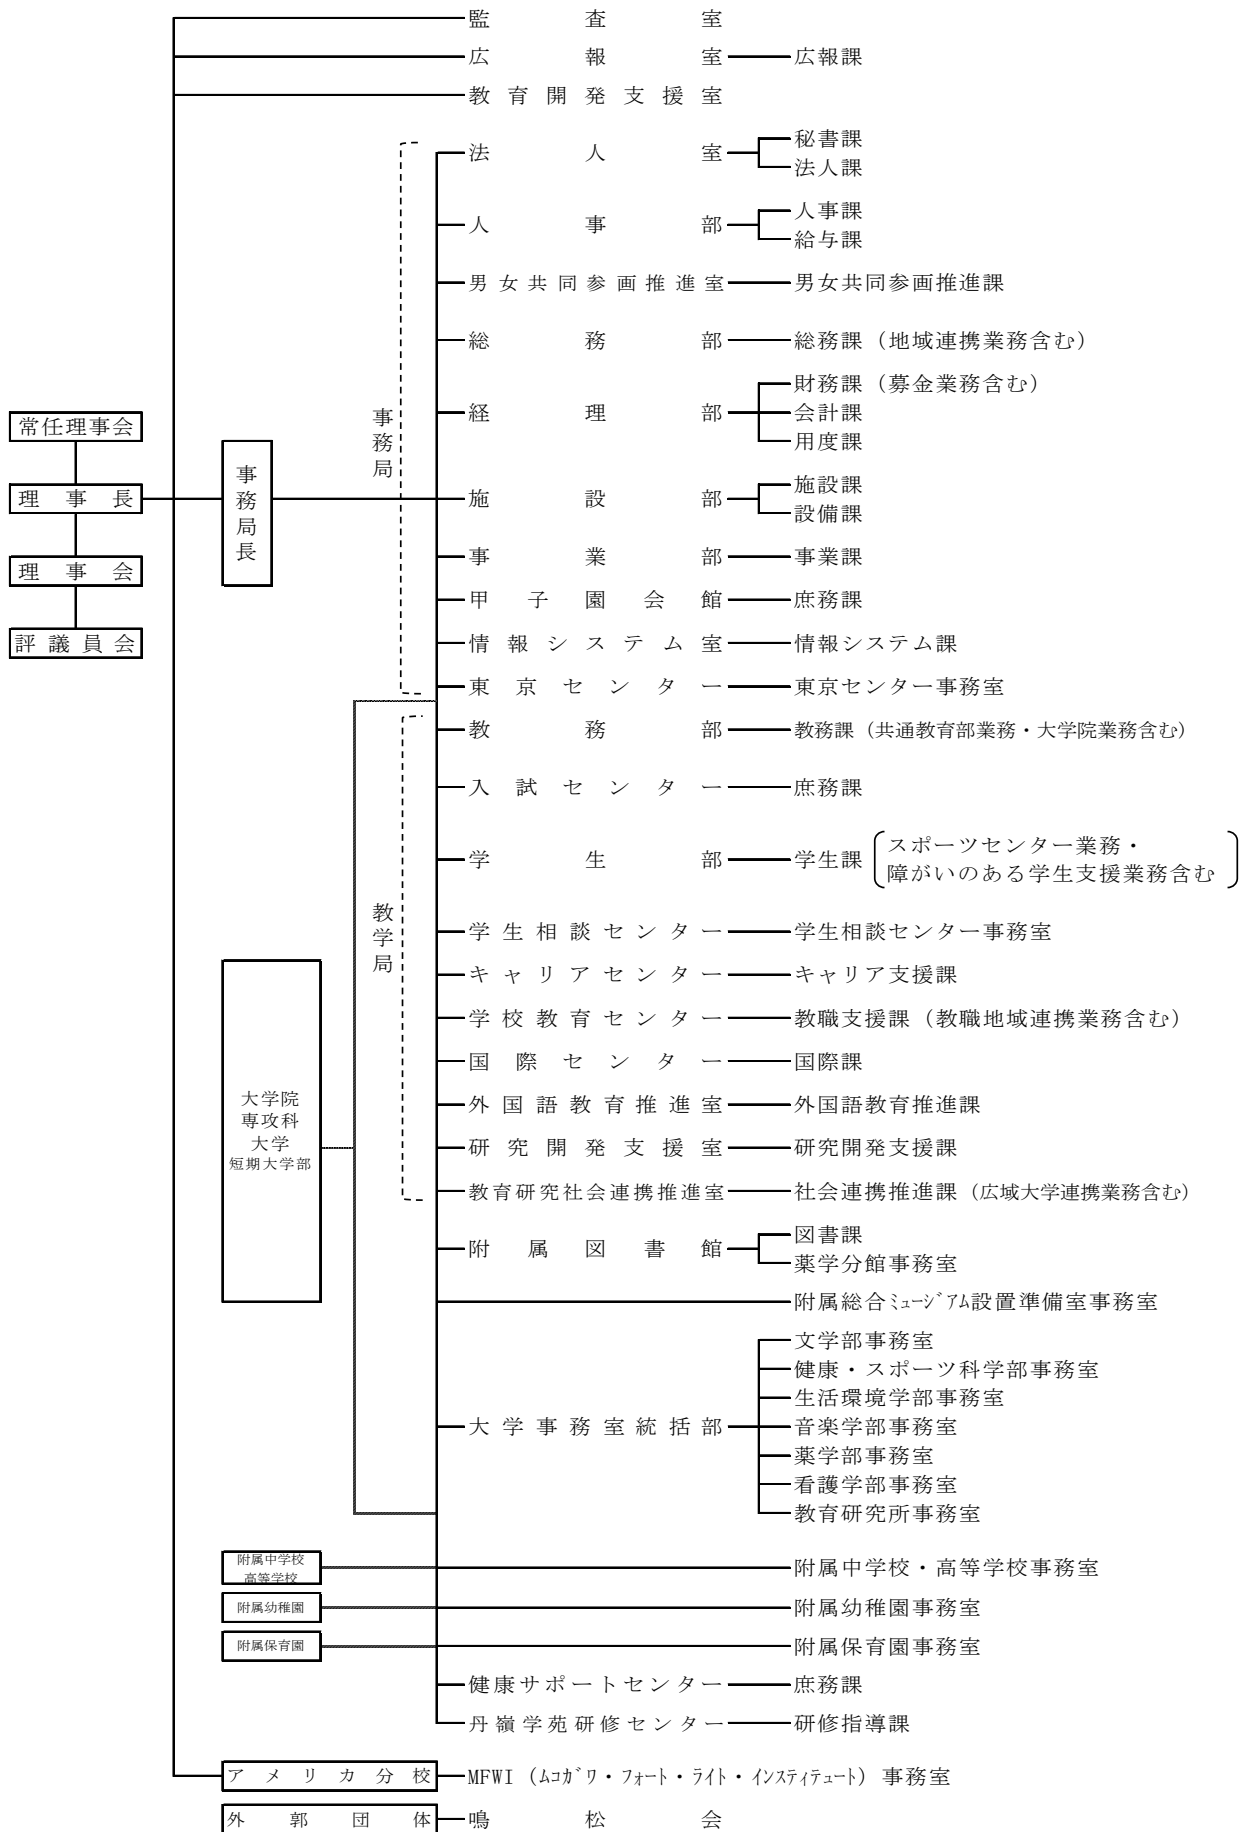 監査室
広報室 広報課
教育開発支援室
法人室 秘書課
法人課
人事部 人事課
給与課
男女共同参画推進室 男女共同参画推進課
総務部 総務課（地域連携業務含む）
経理部 財務課（募金業務含む）
会計課
用度課
事務局
常任理事会
理事長
理事会
評議員会
事務局長
施設部 施設課
設備課
事業部 事業課
甲子園会館 庶務課
情報システム室 情報システム課
東京センター 東京センター事務室
教務部 教務課（共通教育部業務・大学院業務含む）
入試センター 庶務課
学生部 学生課 スポーツセンター業務・
障がいのある学生支援業務含む
教学局
学生相談センター 学生相談センター事務室
キャリアセンター キャリア支援課
学校教育センター 教職支援課（教職地域連携業務含む）
国際センター 国際課
外国語教育推進室 外国語教育推進課
研究開発支援室 研究開発支援課
教育研究社会連携推進室 社会連携推進課（広域大学連携業務含む）
大学院
専攻科
大学
短期大学部
附属図書館 図書課
薬学分館事務室
附属総合ﾐｭｰｼﾞｱﾑ設置準備室事務室
大学事務室統括部 文学部事務室
健康・スポーツ科学部事務室
生活環境学部事務室
音楽学部事務室
薬学部事務室
看護学部事務室
教育研究所事務室
附属中学校
高等学校
附属中学校・高等学校事務室
附属幼稚園 附属幼稚園事務室
附属保育園 附属保育園事務室
健康サポートセンター 庶務課
丹嶺学苑研修センター 研修指導課
アメリカ分校 MFWI（ﾑｺｶﾞﾜ・ﾌｫｰﾄ・ﾗｲﾄ・ｲﾝｽﾃｨﾃｭｰﾄ）事務室
外郭団体 鳴松会